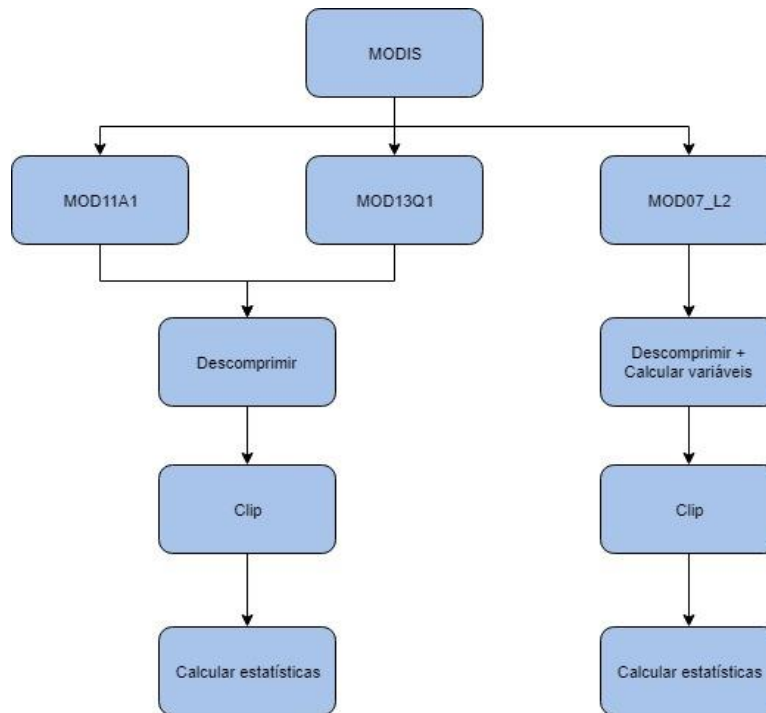 MODIS
MOD11A1
MOD13Q1
MOD07_L2
Descomprimir
Descomprimir +
Calcular variáveis
Clip
Clip
Calcular estatísticas
Calcular estatísticas